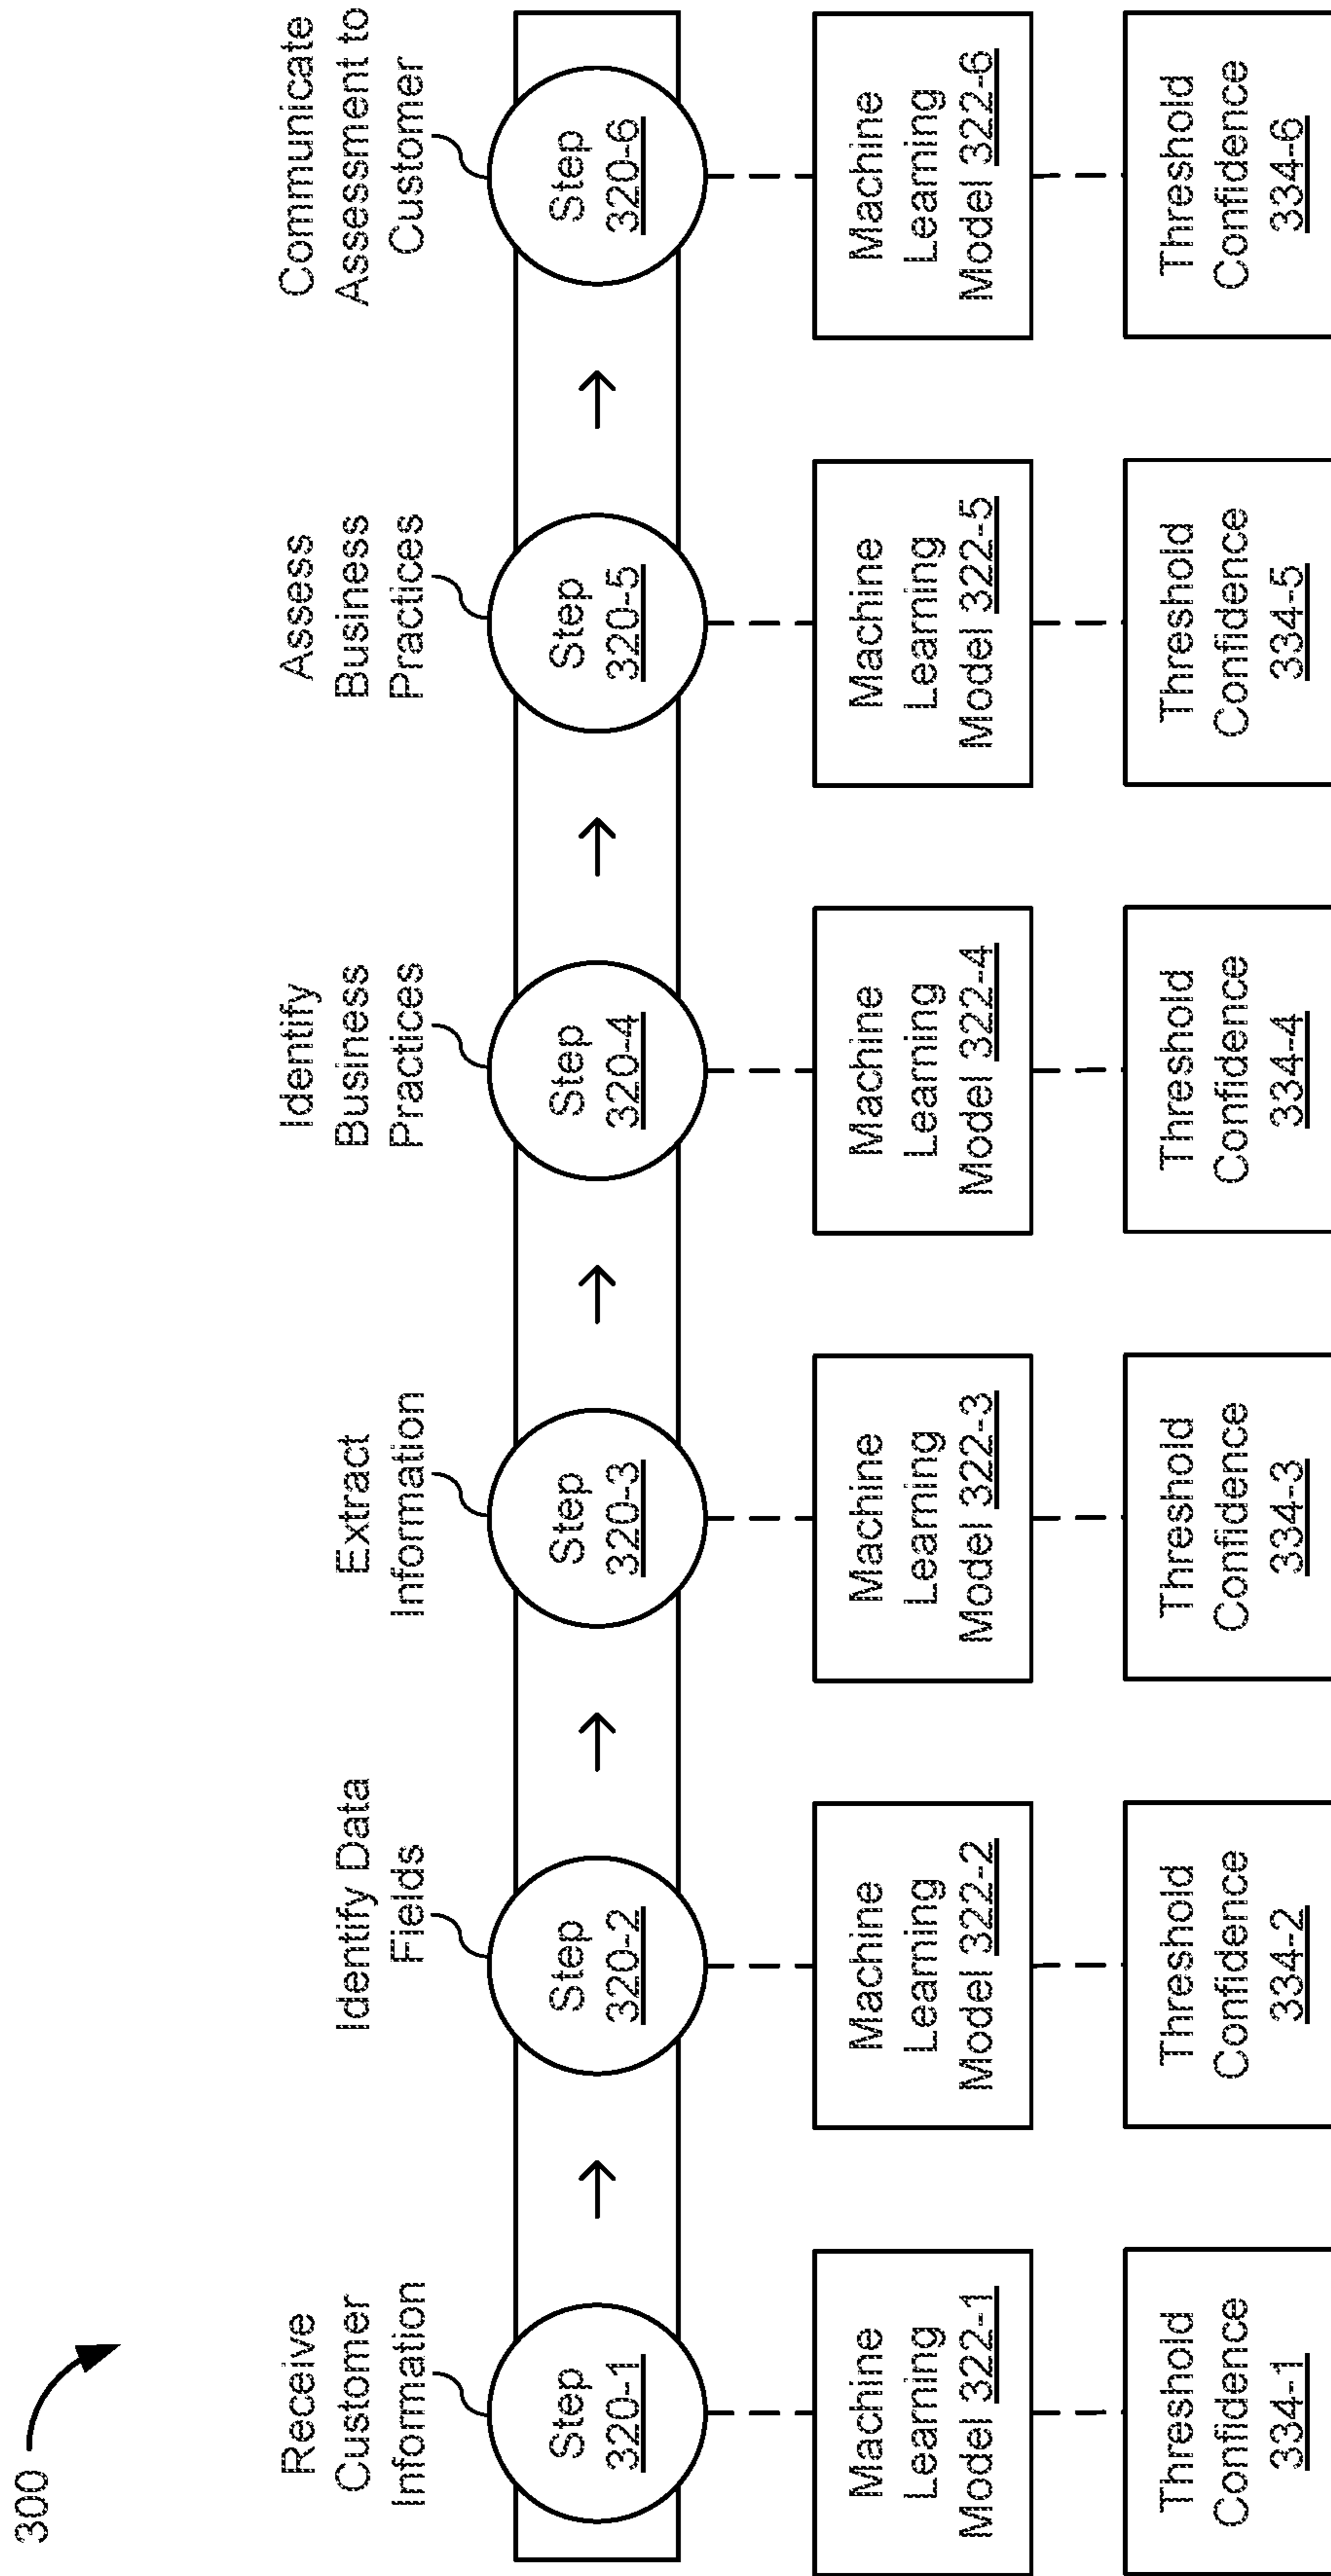 300
Receive
Customer
Information
Identify Data
Fields
Extract
Information
Identify
Business
Practices
Assess
Business
Practices
Communicate
Assessment to
Customer
Step
320-1
Step
320-2
Step
320-3
Step
320-4
Step
320-5
Step
320-6
Machine
Learning
Model 322-1
Machine
Learning
Model 322-2
Machine
Learning
Model 322-3
Machine
Learning
Model 322-4
Machine
Learning
Model 322-5
Machine
Learning
Model 322-6
Threshold
Confidence
334-1
Threshold
Confidence
334-2
Threshold
Confidence
334-3
Threshold
Confidence
334-4
Threshold
Confidence
334-5
Threshold
Confidence
334-6